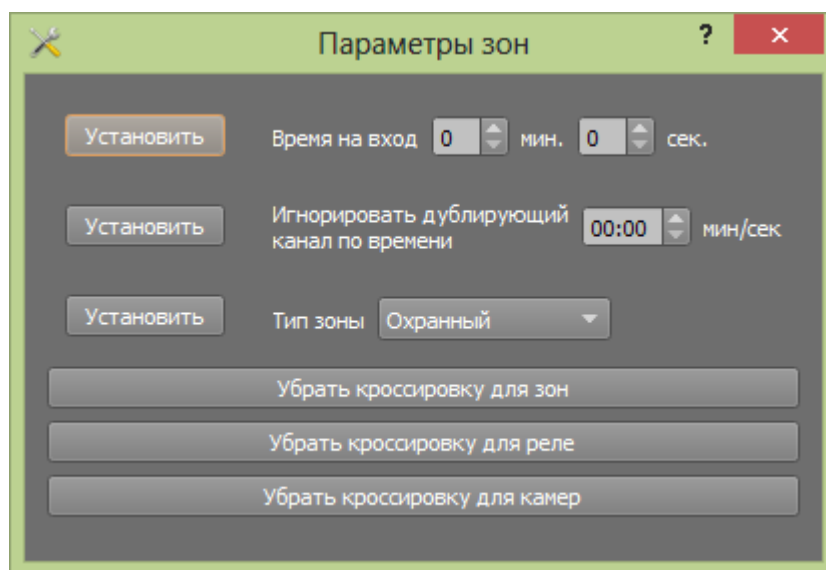 Параметры зон ?
Установить Время на вход 0 мин. 0 сек.
Игнорировать дублирующий
Установить 00:00 мин/сек
канал по времени
Установить Тип зоны Охранный
Убрать кроссировку для зон
Убрать кроссировку для реле
Убрать кроссировку для камер